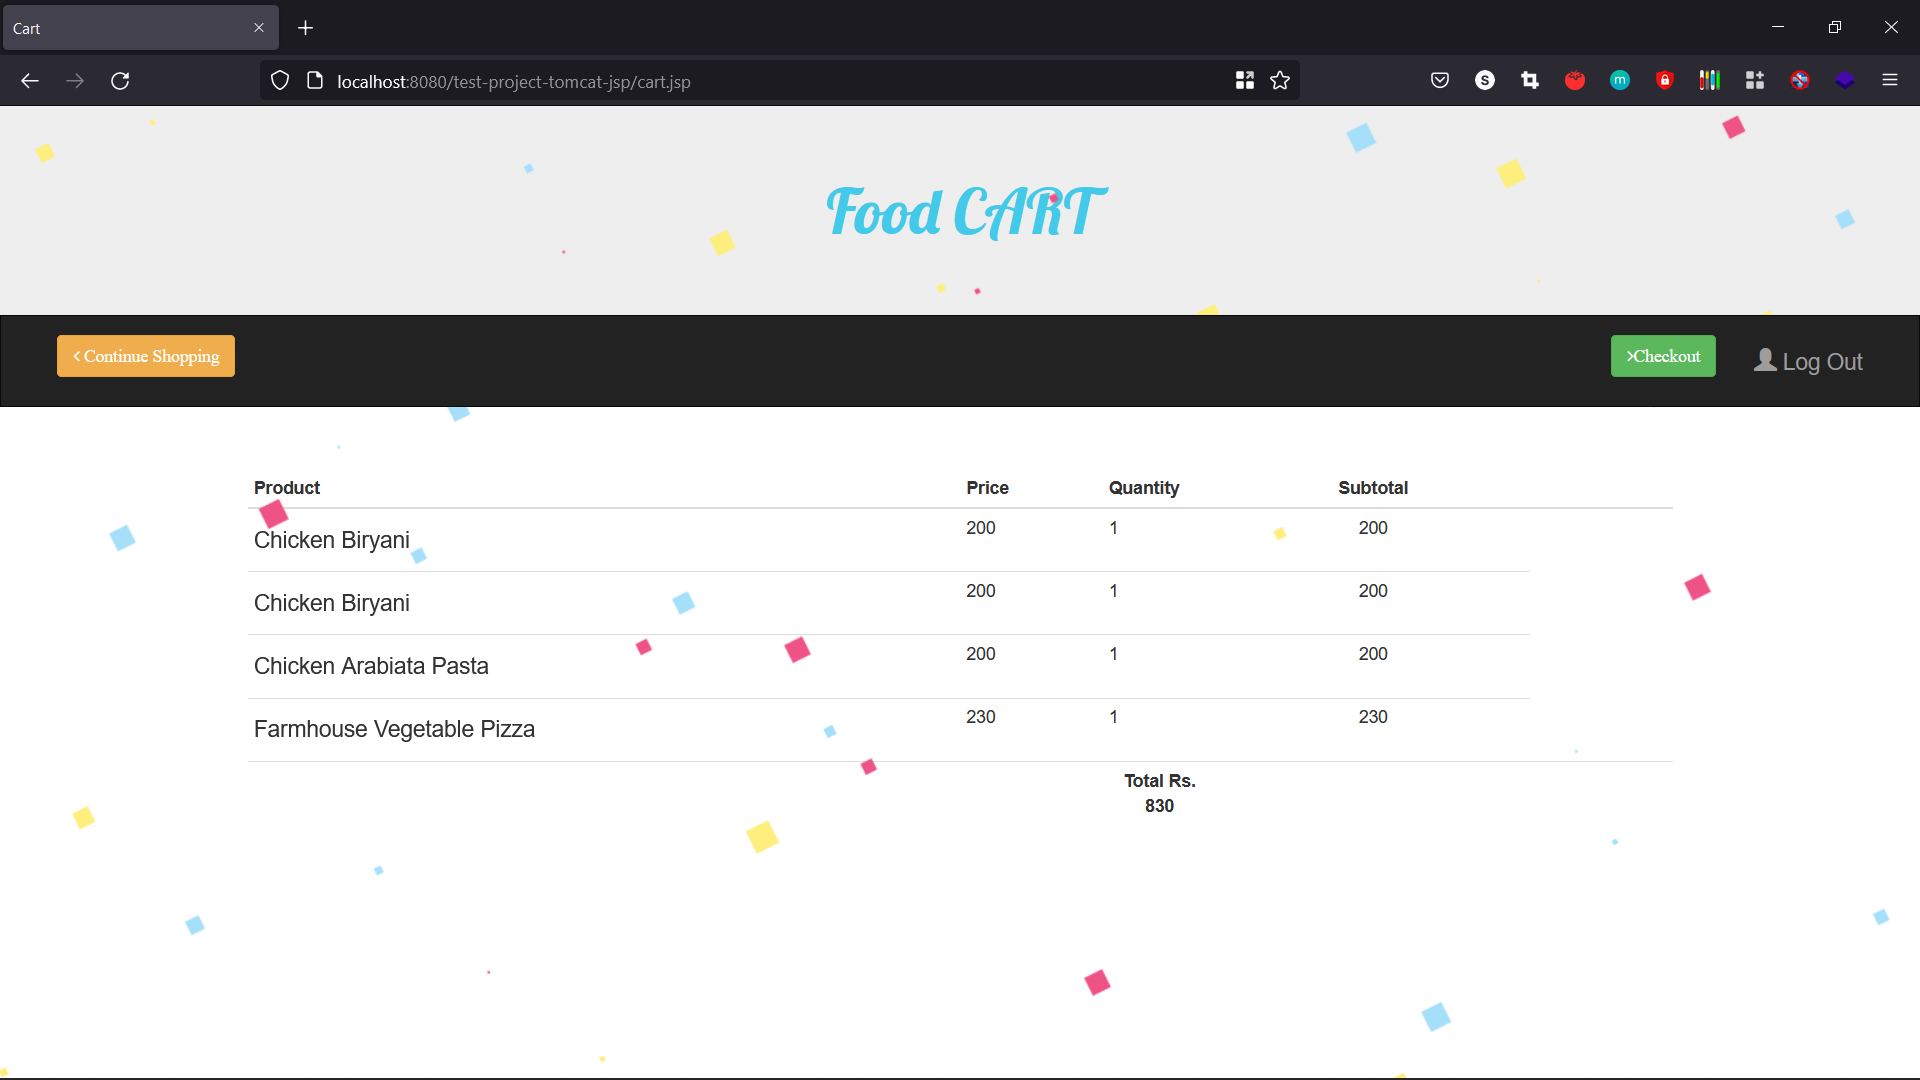 Cart
localhost:8080/test-project-tomcat-jsp/cart.jsp
S
m
Food CART
Continue Shopping
Checkout
Log Out
Product Price Quantity Subtotal
Chicken Biryani 200 1 200
Chicken Biryani 200 1 200
Chicken Arabiata Pasta 200 1 200
Farmhouse Vegetable Pizza 230 1 230
Total Rs.
830